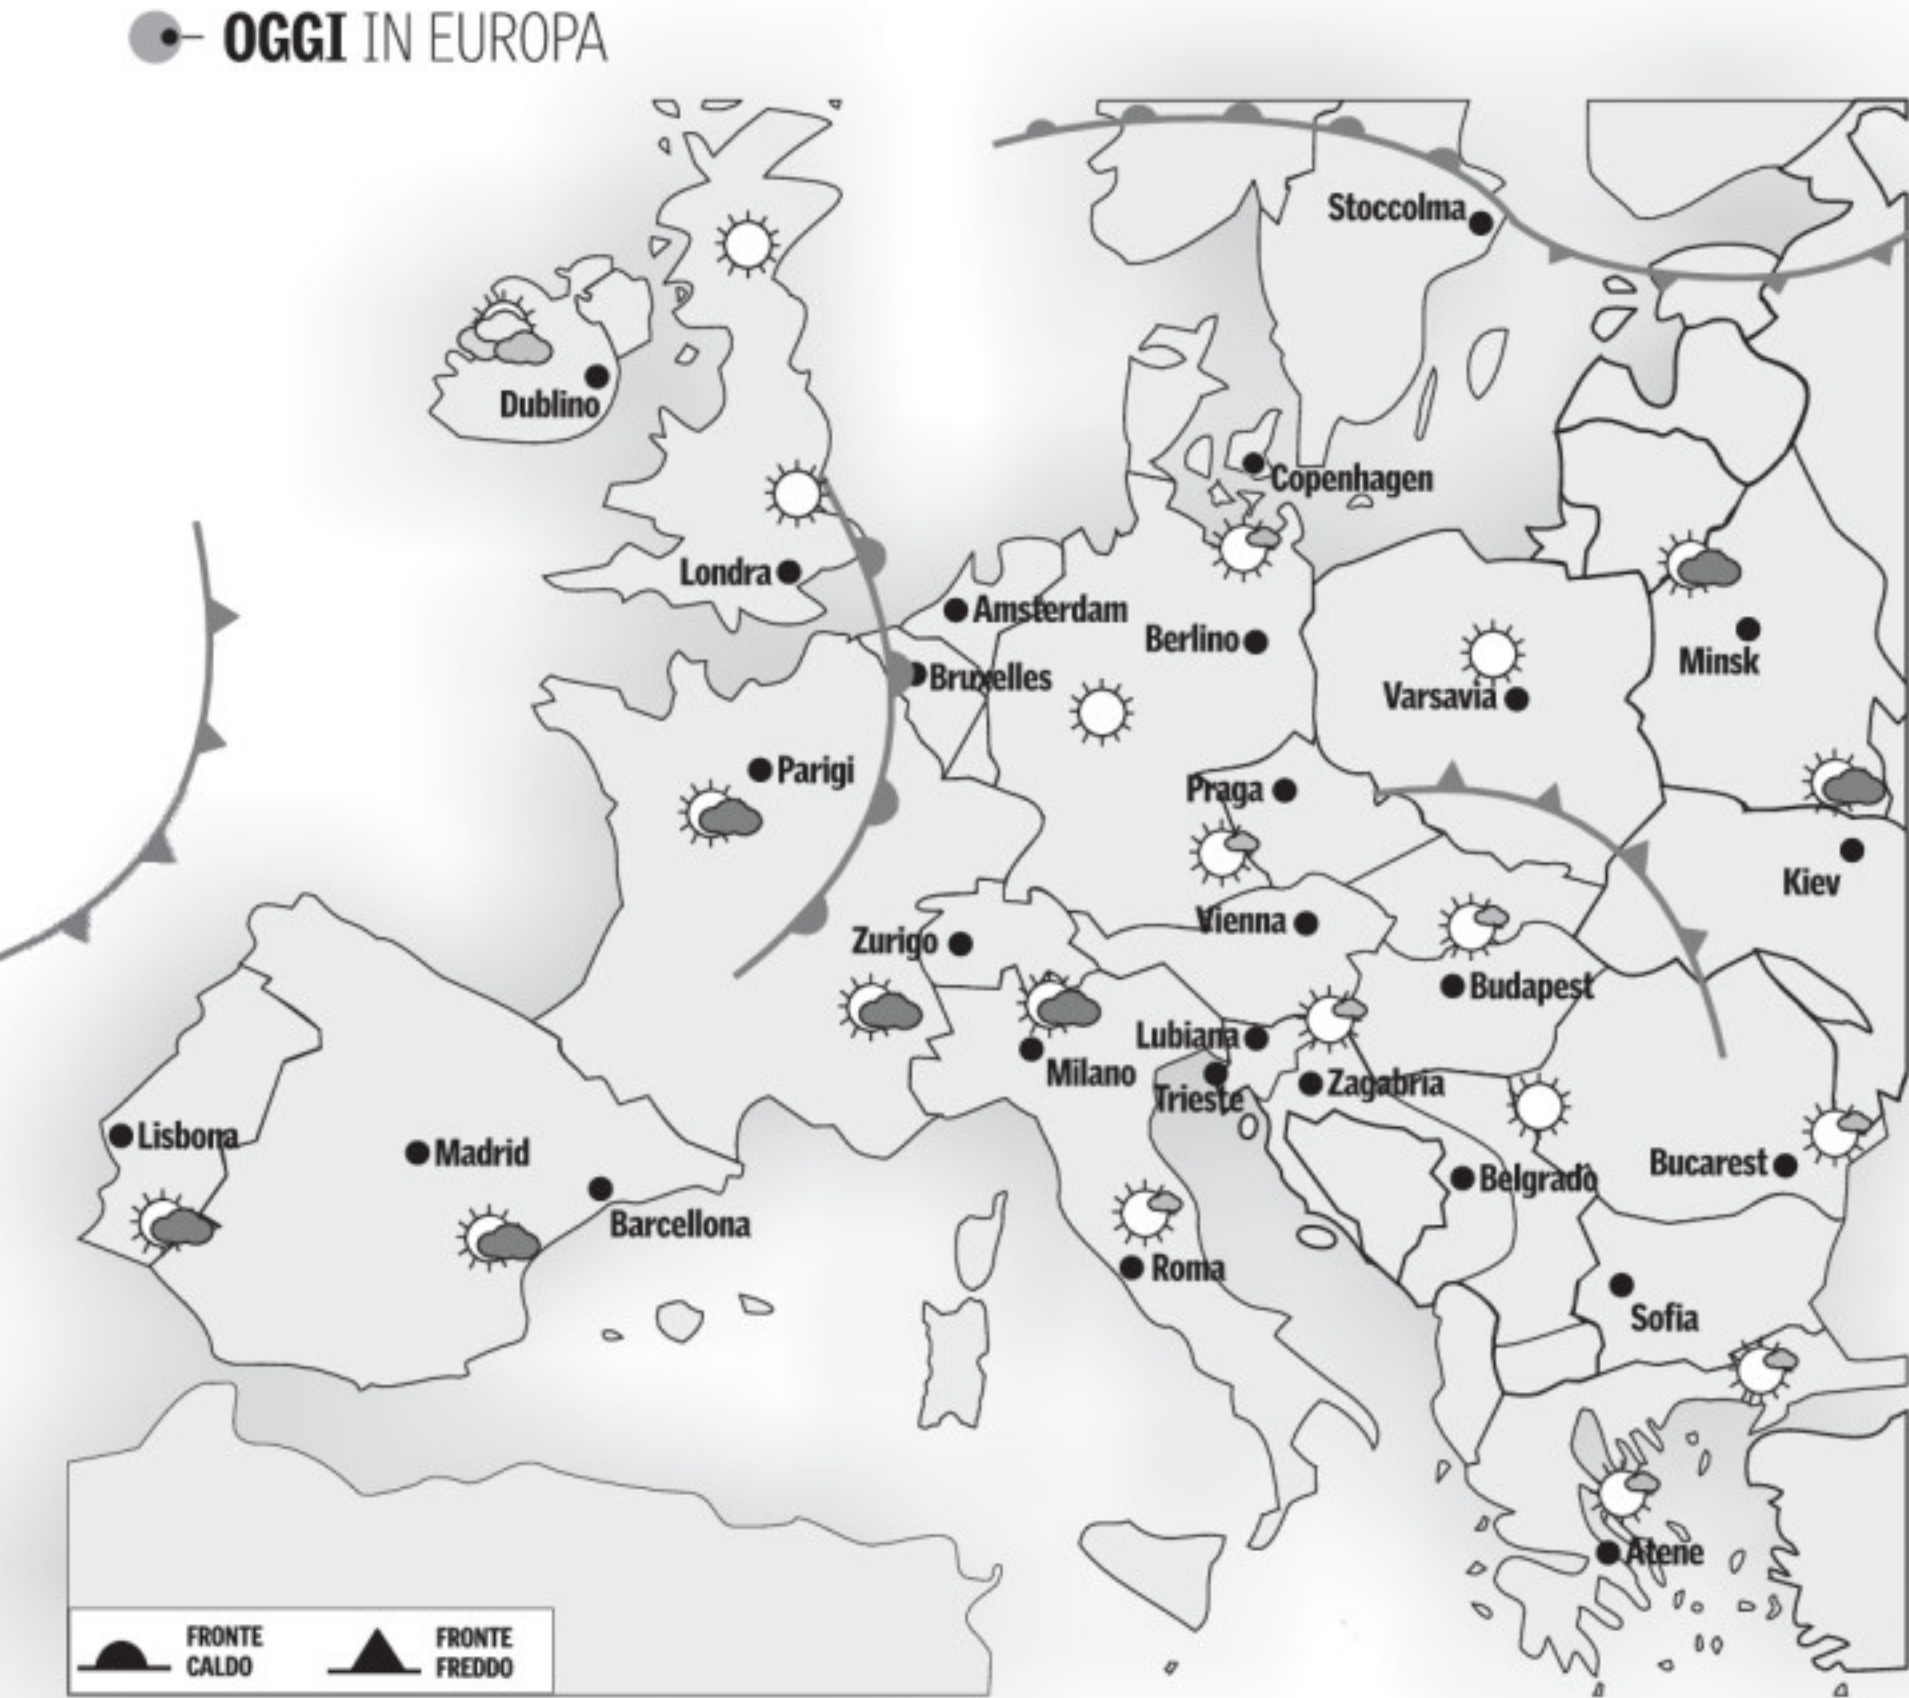 OGGI IN EUROPA
Stoccolma
Dublino
Copenhagen
Londra
Amsterdam
Berlino
Minsk
Bruxelles
Varsavia
Parigi
Praga
Kiev
Vienna
Zurigo
Budapest
Lubiana
Milano
Zagabria
Trieste
Lisbona
Madrid
Bucarest
Belgrado
Barcellona
Roma
Sofia
Atene
FRONTE
CALDO
FRONTE
FREDDO